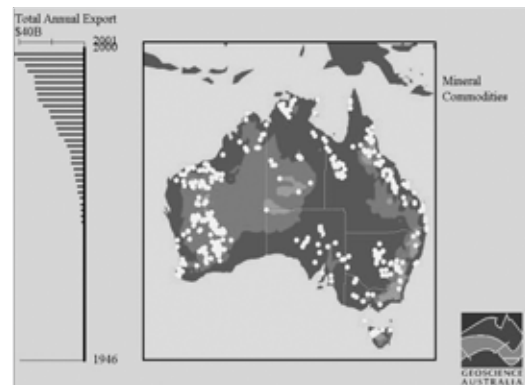 Total Annual Export
$40B
2001
2000
Mineral
Commodities
1946
GEOSCIENCE
AUSTRALIA